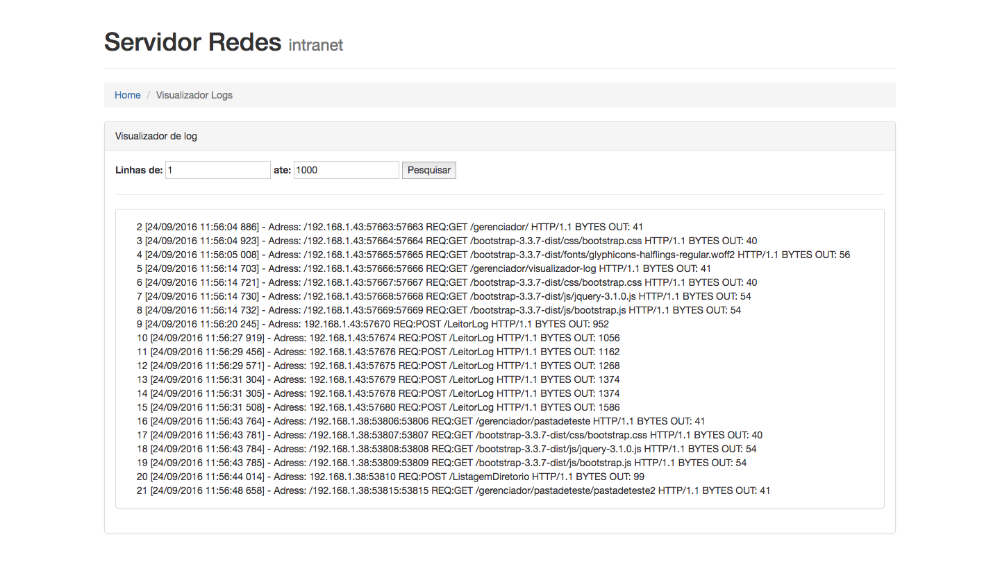 Servidor Redes intranet
Home / Visualizador Logs
Visualizador de log
Linhas de: 1 ate: 1000 Pesquisar
2 [24/09/2016 11:56:04 886] - Adress: /192.168.1.43:57663:57663 REQ:GET /gerenciador/ HTTP/1.1 BYTES OUT: 41
3 [24/09/2016 11:56:04 923] - Adress: /192.168.1.43:57664:57664 REQ:GET /bootstrap-3.3.7-dist/css/bootstrap.css HTTP/1.1 BYTES OUT: 40
4 [24/09/2016 11:56:05 008] - Adress: /192.168.1.43:57665:57665 REQ:GET /bootstrap-3.3.7-dist/fonts/glyphicons-halflings-regular.woff2 HTTP/1.1 BYTES OUT: 56
5 [24/09/2016 11:56:14 703] - Adress: /192.168.1.43:57666:57666 REQ:GET /gerenciador/visualizador-log HTTP/1.1 BYTES OUT: 41
6 [24/09/2016 11:56:14 721] - Adress: /192.168.1.43:57667:57667 REQ:GET /bootstrap-3.3.7-dist/css/bootstrap.css HTTP/1.1 BYTES OUT: 40
7 [24/09/2016 11:56:14 730] - Adress: /192.168.1.43:57668:57668 REQ:GET /bootstrap-3.3.7-dist/js/jquery-3.1.0.js HTTP/1.1 BYTES OUT: 54
8 [24/09/2016 11:56:14 732] - Adress: /192.168.1.43:57669:57669 REQ:GET /bootstrap-3.3.7-dist/js/bootstrap.js HTTP/1.1 BYTES OUT: 54
9 [24/09/2016 11:56:20 245] - Adress: 192.168.1.43:57670 REQ:POST /LeitorLog HTTP/1.1 BYTES OUT: 952
10 [24/09/2016 11:56:27 919] - Adress: 192.168.1.43:57674 REQ:POST /LeitorLog HTTP/1.1 BYTES OUT: 1056
11 [24/09/2016 11:56:29 456] - Adress: 192.168.1.43:57676 REQ:POST /LeitorLog HTTP/1.1 BYTES OUT: 1162
12 [24/09/2016 11:56:29 571] - Adress: 192.168.1.43:57675 REQ:POST /LeitorLog HTTP/1.1 BYTES OUT: 1268
13 [24/09/2016 11:56:31 304] - Adress: 192.168.1.43:57679 REQ:POST /LeitorLog HTTP/1.1 BYTES OUT: 1374
14 [24/09/2016 11:56:31 305] - Adress: 192.168.1.43:57678 REQ:POST /LeitorLog HTTP/1.1 BYTES OUT: 1374
15 [24/09/2016 11:56:31 508] - Adress: 192.168.1.43:57680 REQ:POST /LeitorLog HTTP/1.1 BYTES OUT: 1586
16 [24/09/2016 11:56:43 764] - Adress: /192.168.1.38:53806:53806 REQ:GET /gerenciador/pastadeteste HTTP/1.1 BYTES OUT: 41
17 [24/09/2016 11:56:43 781] - Adress: /192.168.1.38:53807:53807 REQ:GET /bootstrap-3.3.7-dist/css/bootstrap.css HTTP/1.1 BYTES OUT: 40
18 [24/09/2016 11:56:43 784] - Adress: /192.168.1.38:53808:53808 REQ:GET /bootstrap-3.3.7-dist/js/jquery-3.1.0.js HTTP/1.1 BYTES OUT: 54
19 [24/09/2016 11:56:43 785] - Adress: /192.168.1.38:53809:53809 REQ:GET /bootstrap-3.3.7-dist/js/bootstrap.js HTTP/1.1 BYTES OUT: 54
20 [24/09/2016 11:56:44 014] - Adress: 192.168.1.38:53810 REQ:POST /ListagemDiretorio HTTP/1.1 BYTES OUT: 99
21 [24/09/2016 11:56:48 658] - Adress: /192.168.1.38:53815:53815 REQ:GET /gerenciador/pastadeteste/pastadeteste2 HTTP/1.1 BYTES OUT: 41